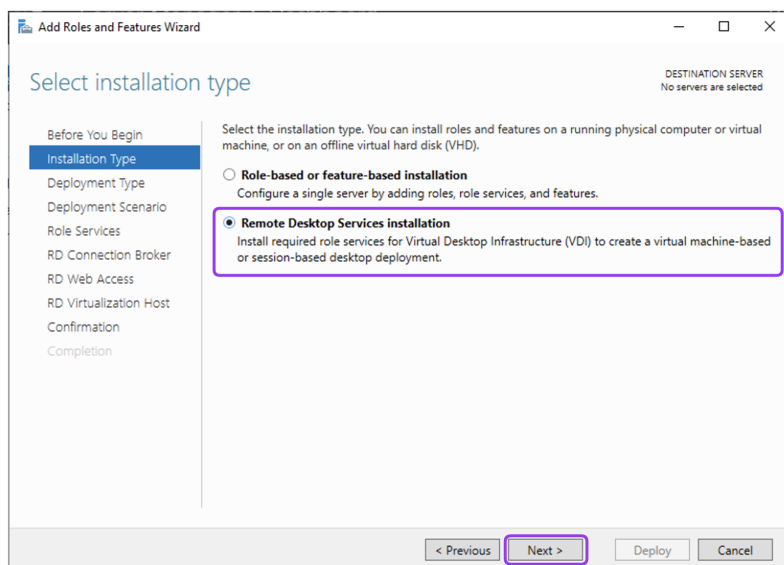 Add Roles and Features Wizard
Select installation type
DESTINATION SERVER
No servers are selected
Before You Begin
Installation Type
Deployment Type
Deployment Scenario
Role Services
RD Connection Broker
RD Web Access
RD Virtualization Host
Confirmation
Completion
Select the installation type. You can install roles and features on a running physical computer or virtual
machine, or on an offline virtual hard disk (VHD).
Role-based or feature-based installation
Configure a single server by adding roles, role services, and features.
Remote Desktop Services installation
Install required role services for Virtual Desktop Infrastructure (VDI) to create a virtual machine-based
or session-based desktop deployment.
< Previous
Next >
Deploy
Cancel